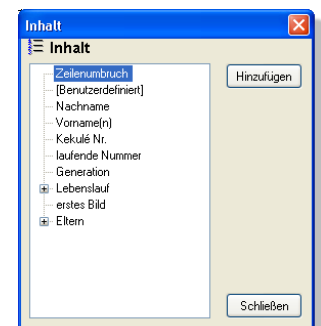 Inhalt
Inhalt
Zeilenumbruch
Hinzufügen
[Benutzerdefiniert]
Nachname
Vorname(n)
Kekulé Nr.
laufende Nummer
Generation
Lebenslauf
erstes Bild
Eltern
Schließen